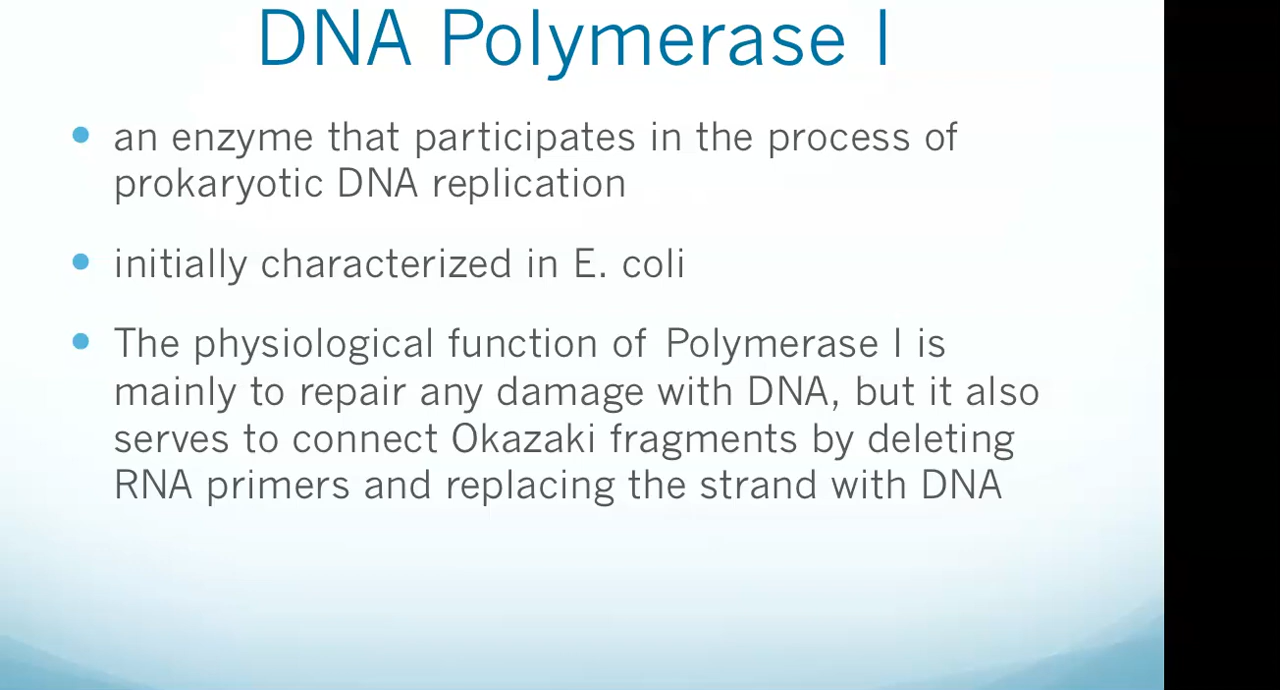 DNA Polymerase I
• an enzyme that participates in the process of
prokaryotic DNA replication
• initially characterized in E. coli
• The physiological function of Polymerase I is
mainly to repair any damage with DNA, but it also
serves to connect Okazaki fragments by deleting
RNA primers and replacing the strand with DNA